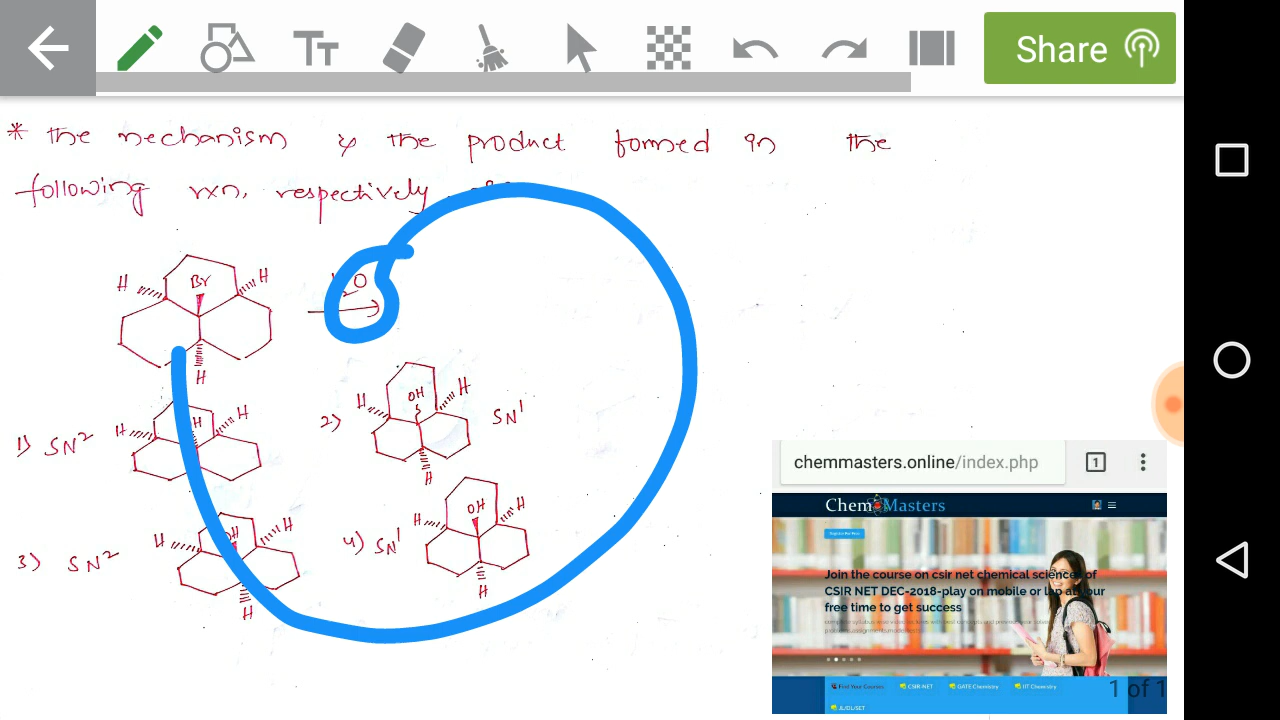 Share
* the mechanism & the product formed in the
following rxn, respectively
Br
H
H
H
O
1) SN²
H
H
H
2)
OH
H
H
H
SN¹
3) SN²
H
H
H
4) SN¹
OH
H
H
H
chemmasters.online/index.php
1
ChemMasters
Join the course on csir net chemical sciences of
CSIR NET DEC-2018-play on mobile or lap at your
free time to get success
Find Your Courses
CSIR-NET
GATE Chemistry
IIT Chemistry
JL/DL/SET
1 of 1